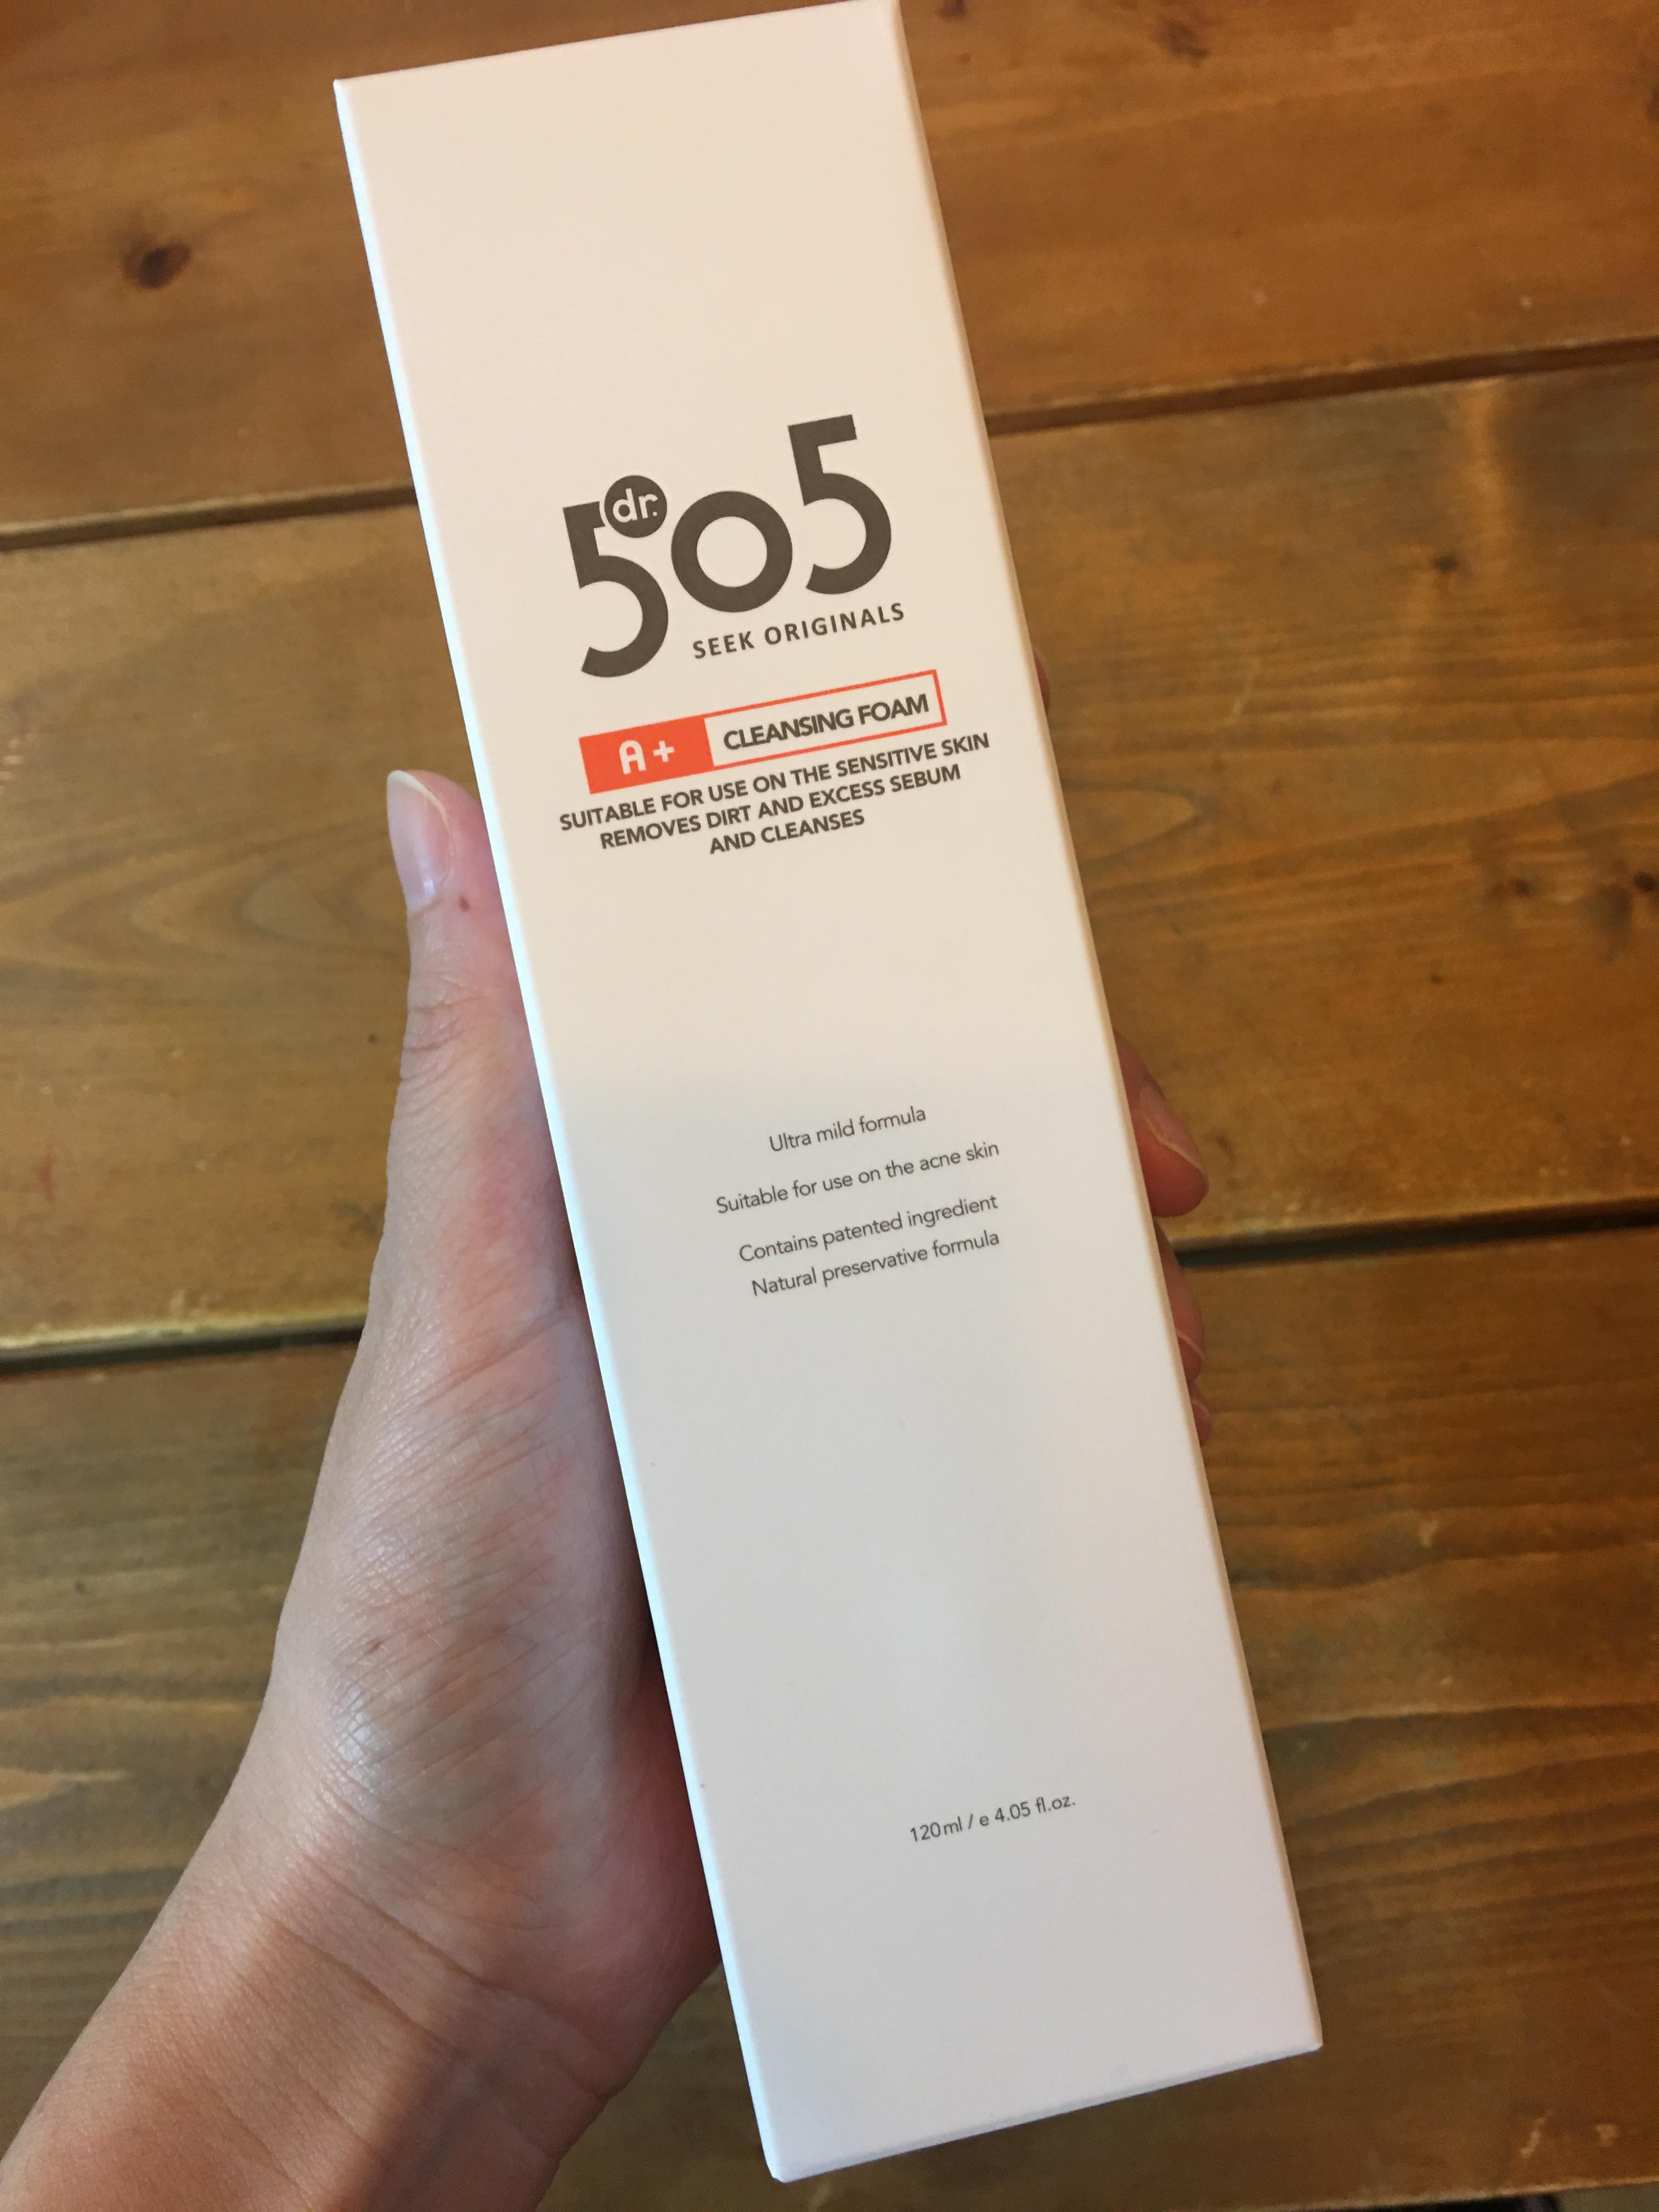 dr.
505
SEEK ORIGINALS
A+ CLEANSING FOAM
SUITABLE FOR USE ON THE SENSITIVE SKIN
REMOVES DIRT AND EXCESS SEBUM
AND CLEANSES
Ultra mild formula
Suitable for use on the acne skin
Contains patented ingredient
Natural preservative formula
120ml / e 4.05 fl.oz.